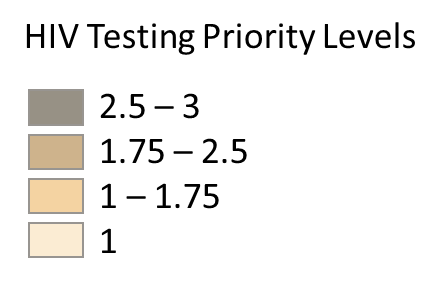 HIV Testing Priority Levels
2.5 – 3
1.75 – 2.5
1 – 1.75
1